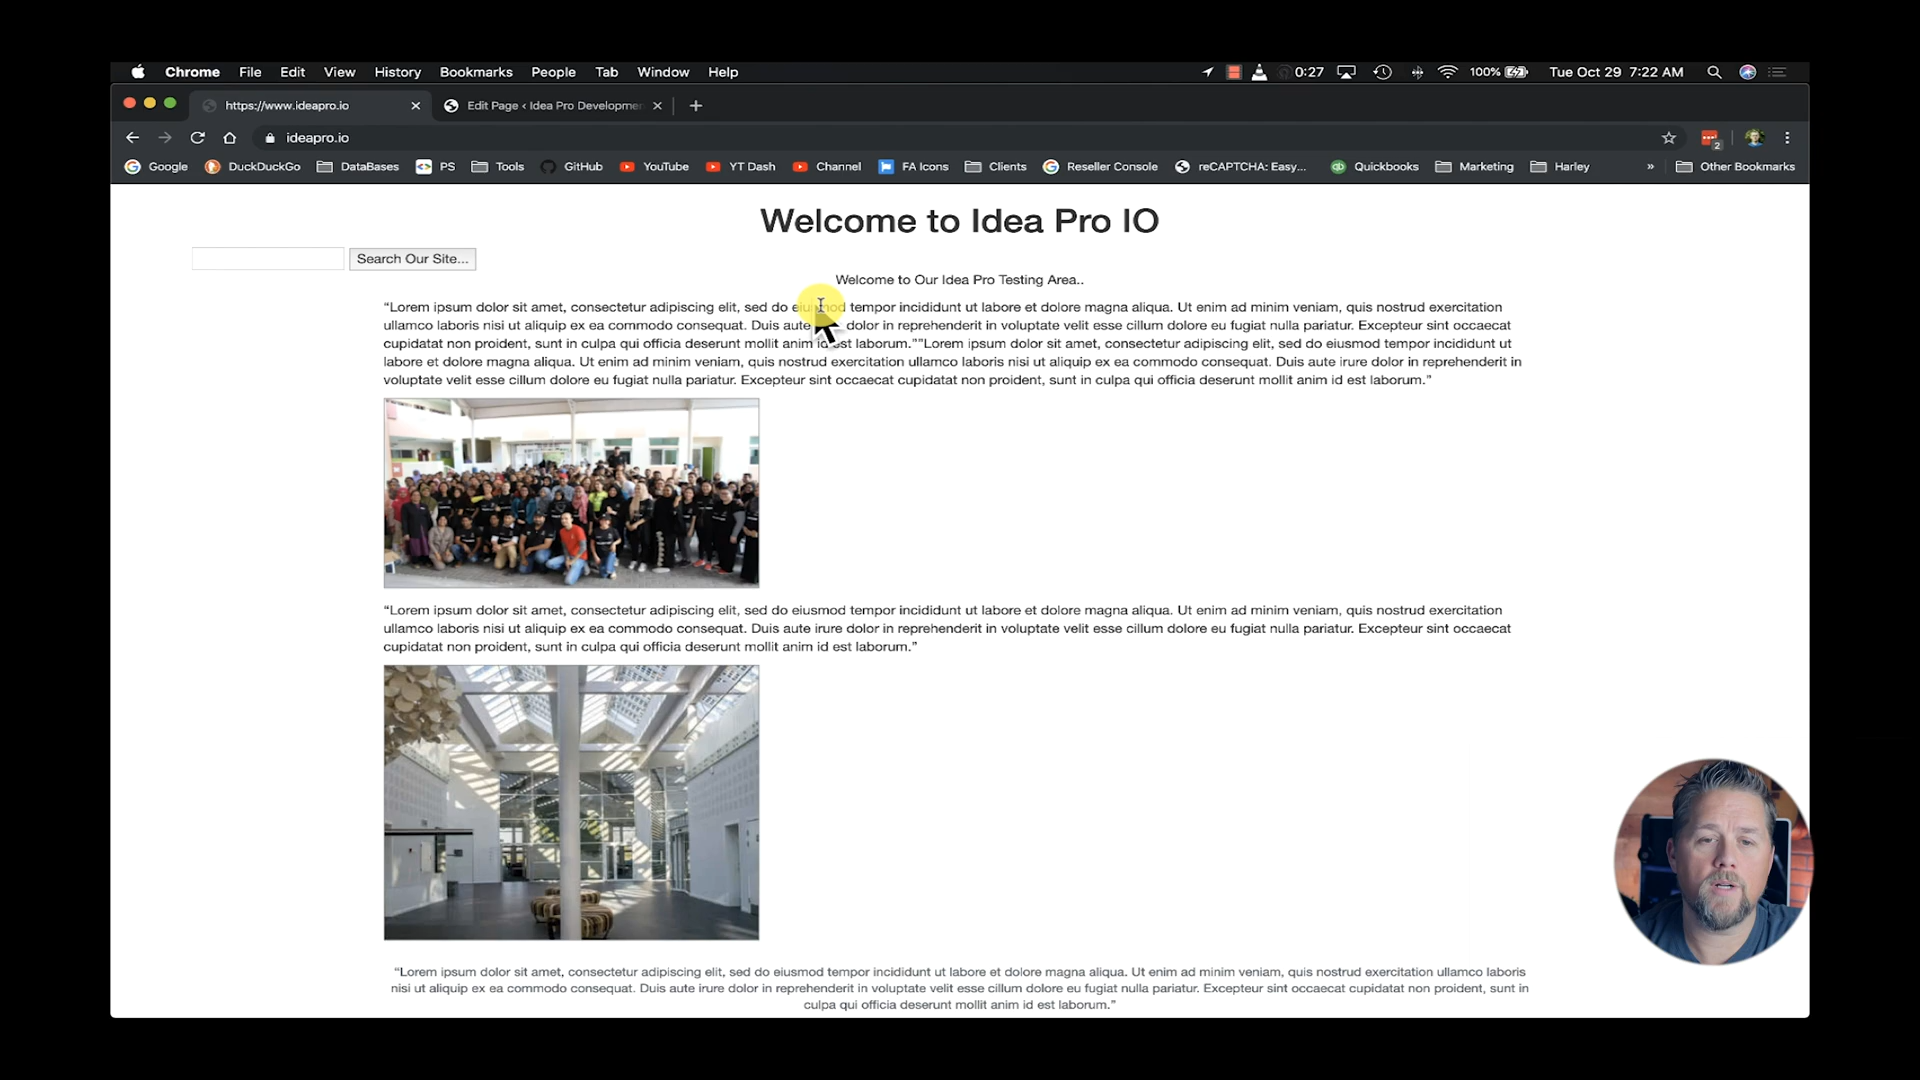 Chrome File Edit View History Bookmarks People Tab Window Help 0:27 100% Tue Oct 29 7:22 AM
https://www.ideapro.io Edit Page ‹ Idea Pro Developmen
ideapro.io
2
Google DuckDuckGo DataBases PS Tools GitHub YouTube YT Dash Channel FA Icons Clients Reseller Console reCAPTCHA: Easy... Quickbooks Marketing Harley » Other Bookmarks
Welcome to Idea Pro IO
Search Our Site...
Welcome to Our Idea Pro Testing Area..
“Lorem ipsum dolor sit amet, consectetur adipiscing elit, sed do eiusmod tempor incididunt ut labore et dolore magna aliqua. Ut enim ad minim veniam, quis nostrud exercitation
ullamco laboris nisi ut aliquip ex ea commodo consequat. Duis aute dolor in reprehenderit in voluptate velit esse cillum dolore eu fugiat nulla pariatur. Excepteur sint occaecat
cupidatat non proident, sunt in culpa qui officia deserunt mollit anim id est laborum.”“Lorem ipsum dolor sit amet, consectetur adipiscing elit, sed do eiusmod tempor incididunt ut
labore et dolore magna aliqua. Ut enim ad minim veniam, quis nostrud exercitation ullamco laboris nisi ut aliquip ex ea commodo consequat. Duis aute irure dolor in reprehenderit in
voluptate velit esse cillum dolore eu fugiat nulla pariatur. Excepteur sint occaecat cupidatat non proident, sunt in culpa qui officia deserunt mollit anim id est laborum.”
“Lorem ipsum dolor sit amet, consectetur adipiscing elit, sed do eiusmod tempor incididunt ut labore et dolore magna aliqua. Ut enim ad minim veniam, quis nostrud exercitation
ullamco laboris nisi ut aliquip ex ea commodo consequat. Duis aute irure dolor in reprehenderit in voluptate velit esse cillum dolore eu fugiat nulla pariatur. Excepteur sint occaecat
cupidatat non proident, sunt in culpa qui officia deserunt mollit anim id est laborum.”
“Lorem ipsum dolor sit amet, consectetur adipiscing elit, sed do eiusmod tempor incididunt ut labore et dolore magna aliqua. Ut enim ad minim veniam, quis nostrud exercitation ullamco laboris
nisi ut aliquip ex ea commodo consequat. Duis aute irure dolor in reprehenderit in voluptate velit esse cillum dolore eu fugiat nulla pariatur. Excepteur sint occaecat cupidatat non proident, sunt in
culpa qui officia deserunt mollit anim id est laborum.”